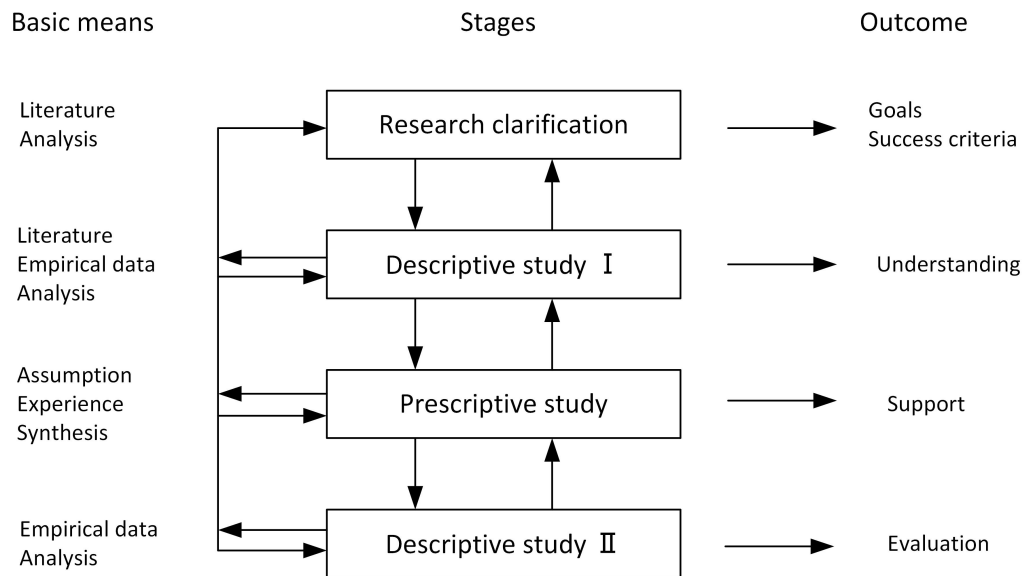 Basic means
Stages
Outcome
Literature
Analysis
Research clarification
Goals
Success criteria
Literature
Empirical data
Analysis
Descriptive study Ⅰ
Understanding
Assumption
Experience
Synthesis
Prescriptive study
Support
Empirical data
Analysis
Descriptive study Ⅱ
Evaluation